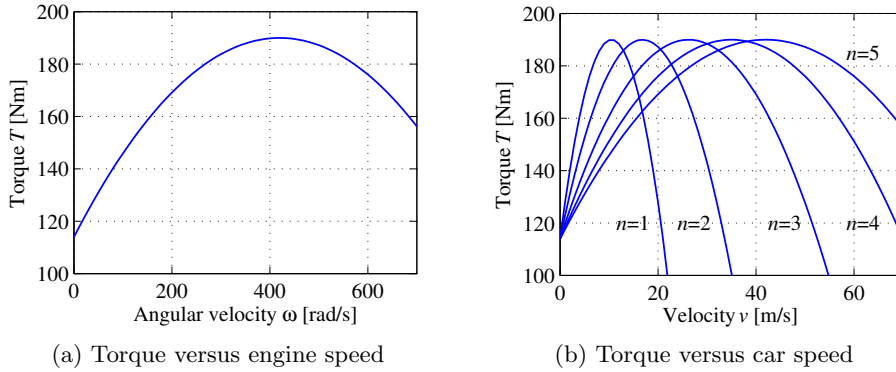 200
180
160
140
120
100
Torque T [Nm]
0
200
400
600
Angular velocity ω [rad/s]
(a) Torque versus engine speed
200
180
160
140
120
100
Torque T [Nm]
n=1
n=2
n=3
n=4
n=5
0
20
40
60
Velocity v [m/s]
(b) Torque versus car speed